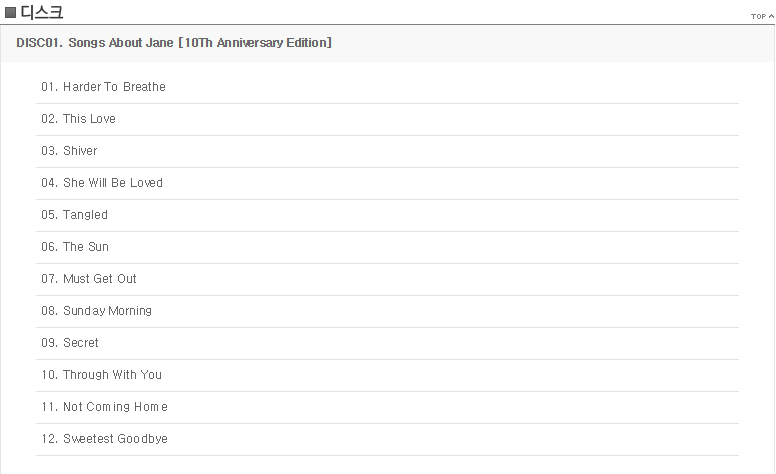 디스크
TOP
DISC01. Songs About Jane [10Th Anniversary Edition]
01. Harder To Breathe
02. This Love
03. Shiver
04. She Will Be Loved
05. Tangled
06. The Sun
07. Must Get Out
08. Sunday Morning
09. Secret
10. Through With You
11. Not Coming Home
12. Sweetest Goodbye